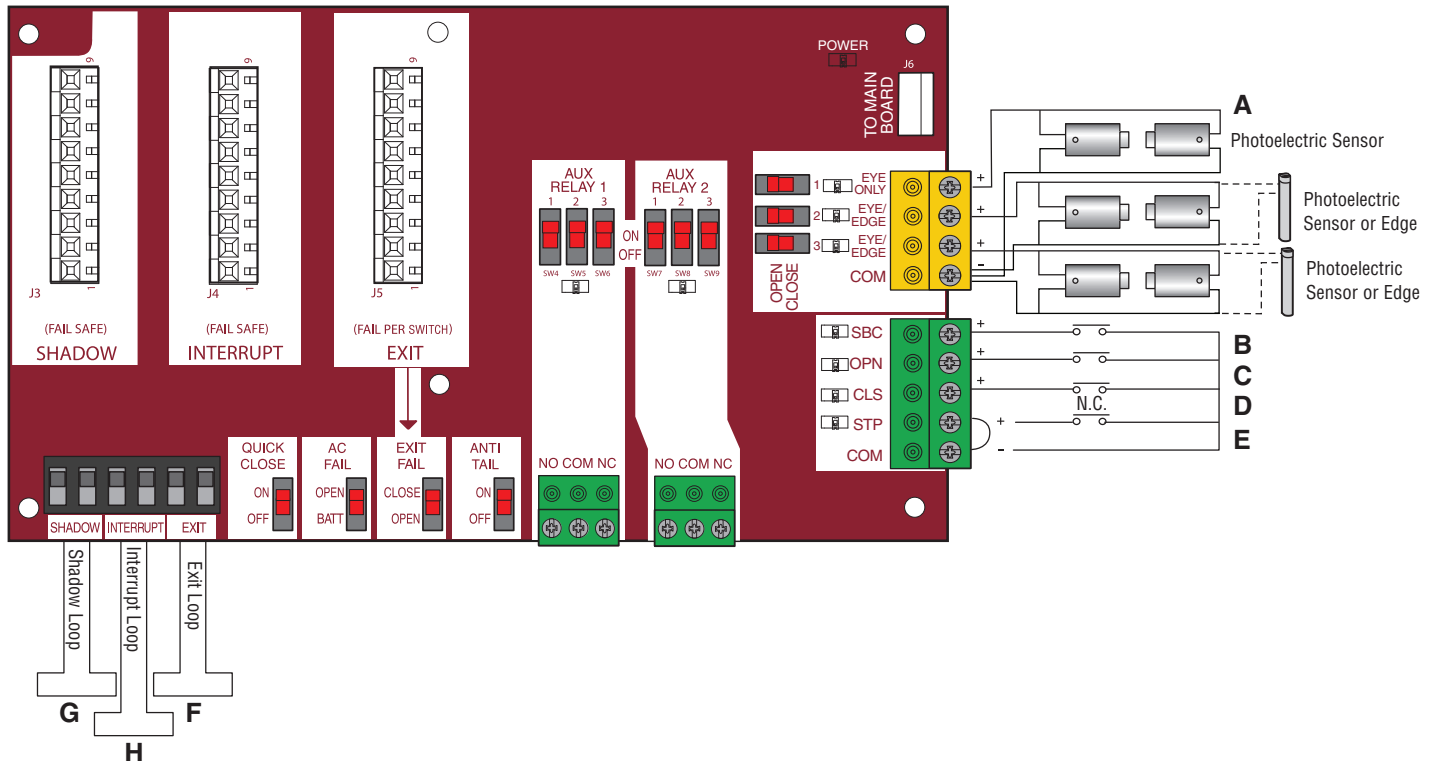 POWER
J6
TO MAIN
BOARD
A
Photoelectric Sensor
Photoelectric
Sensor or Edge
Photoelectric
Sensor or Edge
9
J3
1
(FAIL SAFE)
SHADOW
9
J4
1
(FAIL SAFE)
INTERRUPT
9
J5
1
(FAIL PER SWITCH)
EXIT
AUX
RELAY 1
1 2 3
SW4 SW5 SW6
ON
OFF
AUX
RELAY 2
1 2 3
SW7 SW8 SW9
1 EYE
ONLY
2 EYE/
EDGE
3 EYE/
EDGE
COM
OPEN
CLOSE
+
+
+
-
SBC
OPN
CLS
STP
COM
+
+
+
N.C.
+
-
B
C
D
E
QUICK
CLOSE
ON
OFF
AC
FAIL
OPEN
BATT
EXIT
FAIL
CLOSE
OPEN
ANTI
TAIL
ON
OFF
NO COM NC
NO COM NC
SHADOW INTERRUPT EXIT
Shadow Loop
Interrupt Loop
Exit Loop
G
F
H